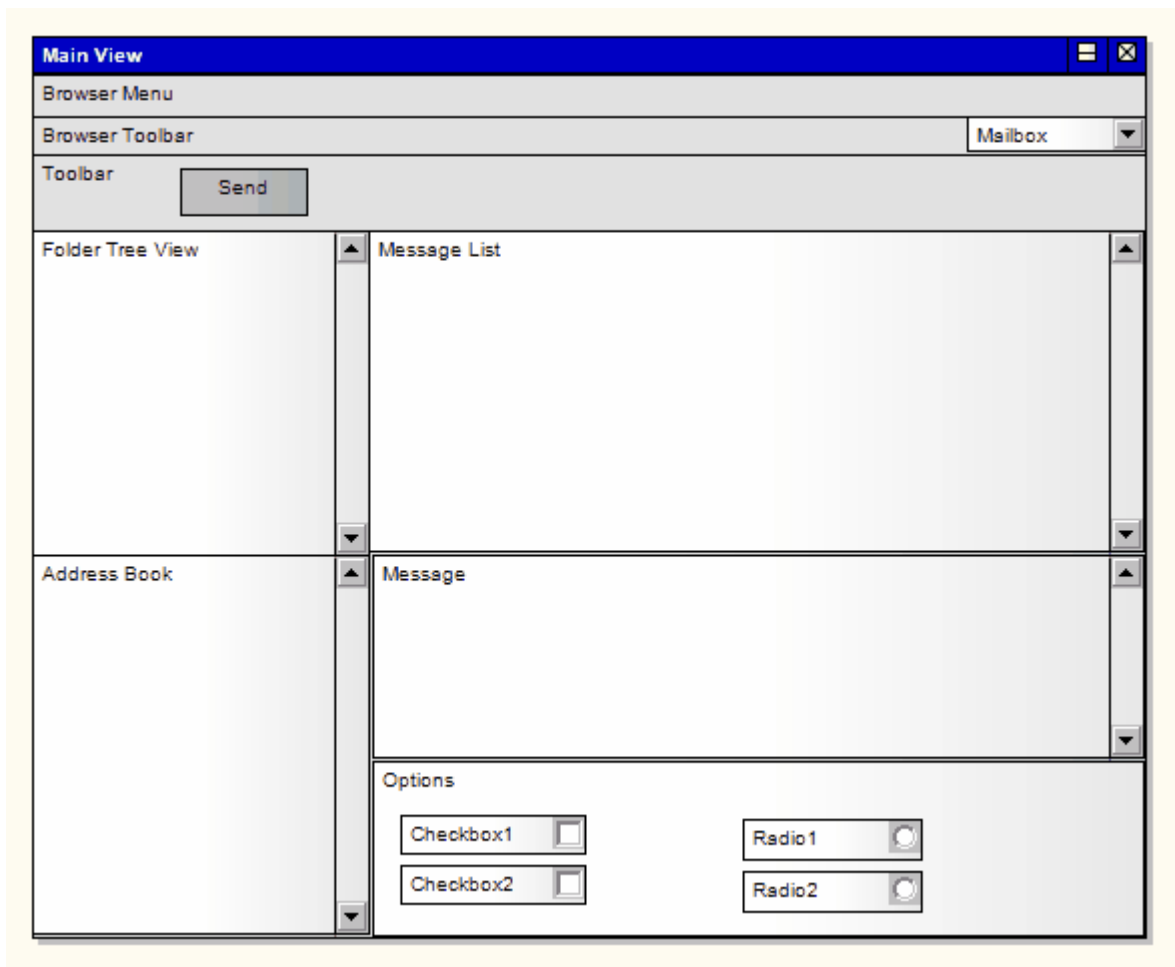 Main View
Browser Menu
Browser Toolbar
Mailbox
Toolbar
Send
Folder Tree View
Message List
Address Book
Message
Options
Checkbox1
Radio1
Checkbox2
Radio2